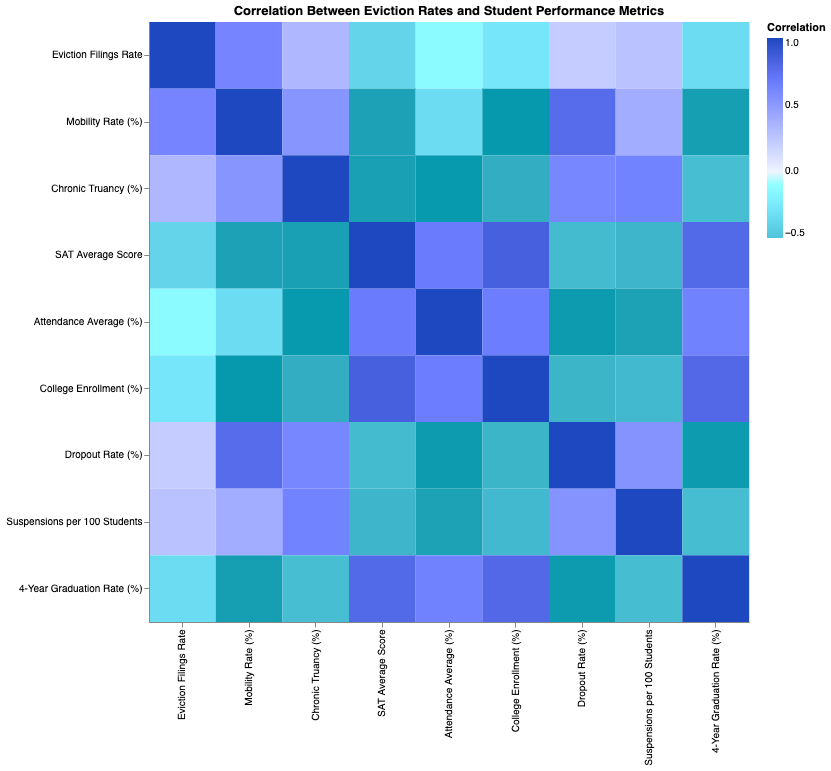 Correlation Between Eviction Rates and Student Performance Metrics
Correlation
1.0
0.5
0.0
−0.5
Eviction Filings Rate
Mobility Rate (%)
Chronic Truancy (%)
SAT Average Score
Attendance Average (%)
College Enrollment (%)
Dropout Rate (%)
Suspensions per 100 Students
4-Year Graduation Rate (%)
Eviction Filings Rate
Mobility Rate (%)
Chronic Truancy (%)
SAT Average Score
Attendance Average (%)
College Enrollment (%)
Dropout Rate (%)
Suspensions per 100 Students
4-Year Graduation Rate (%)